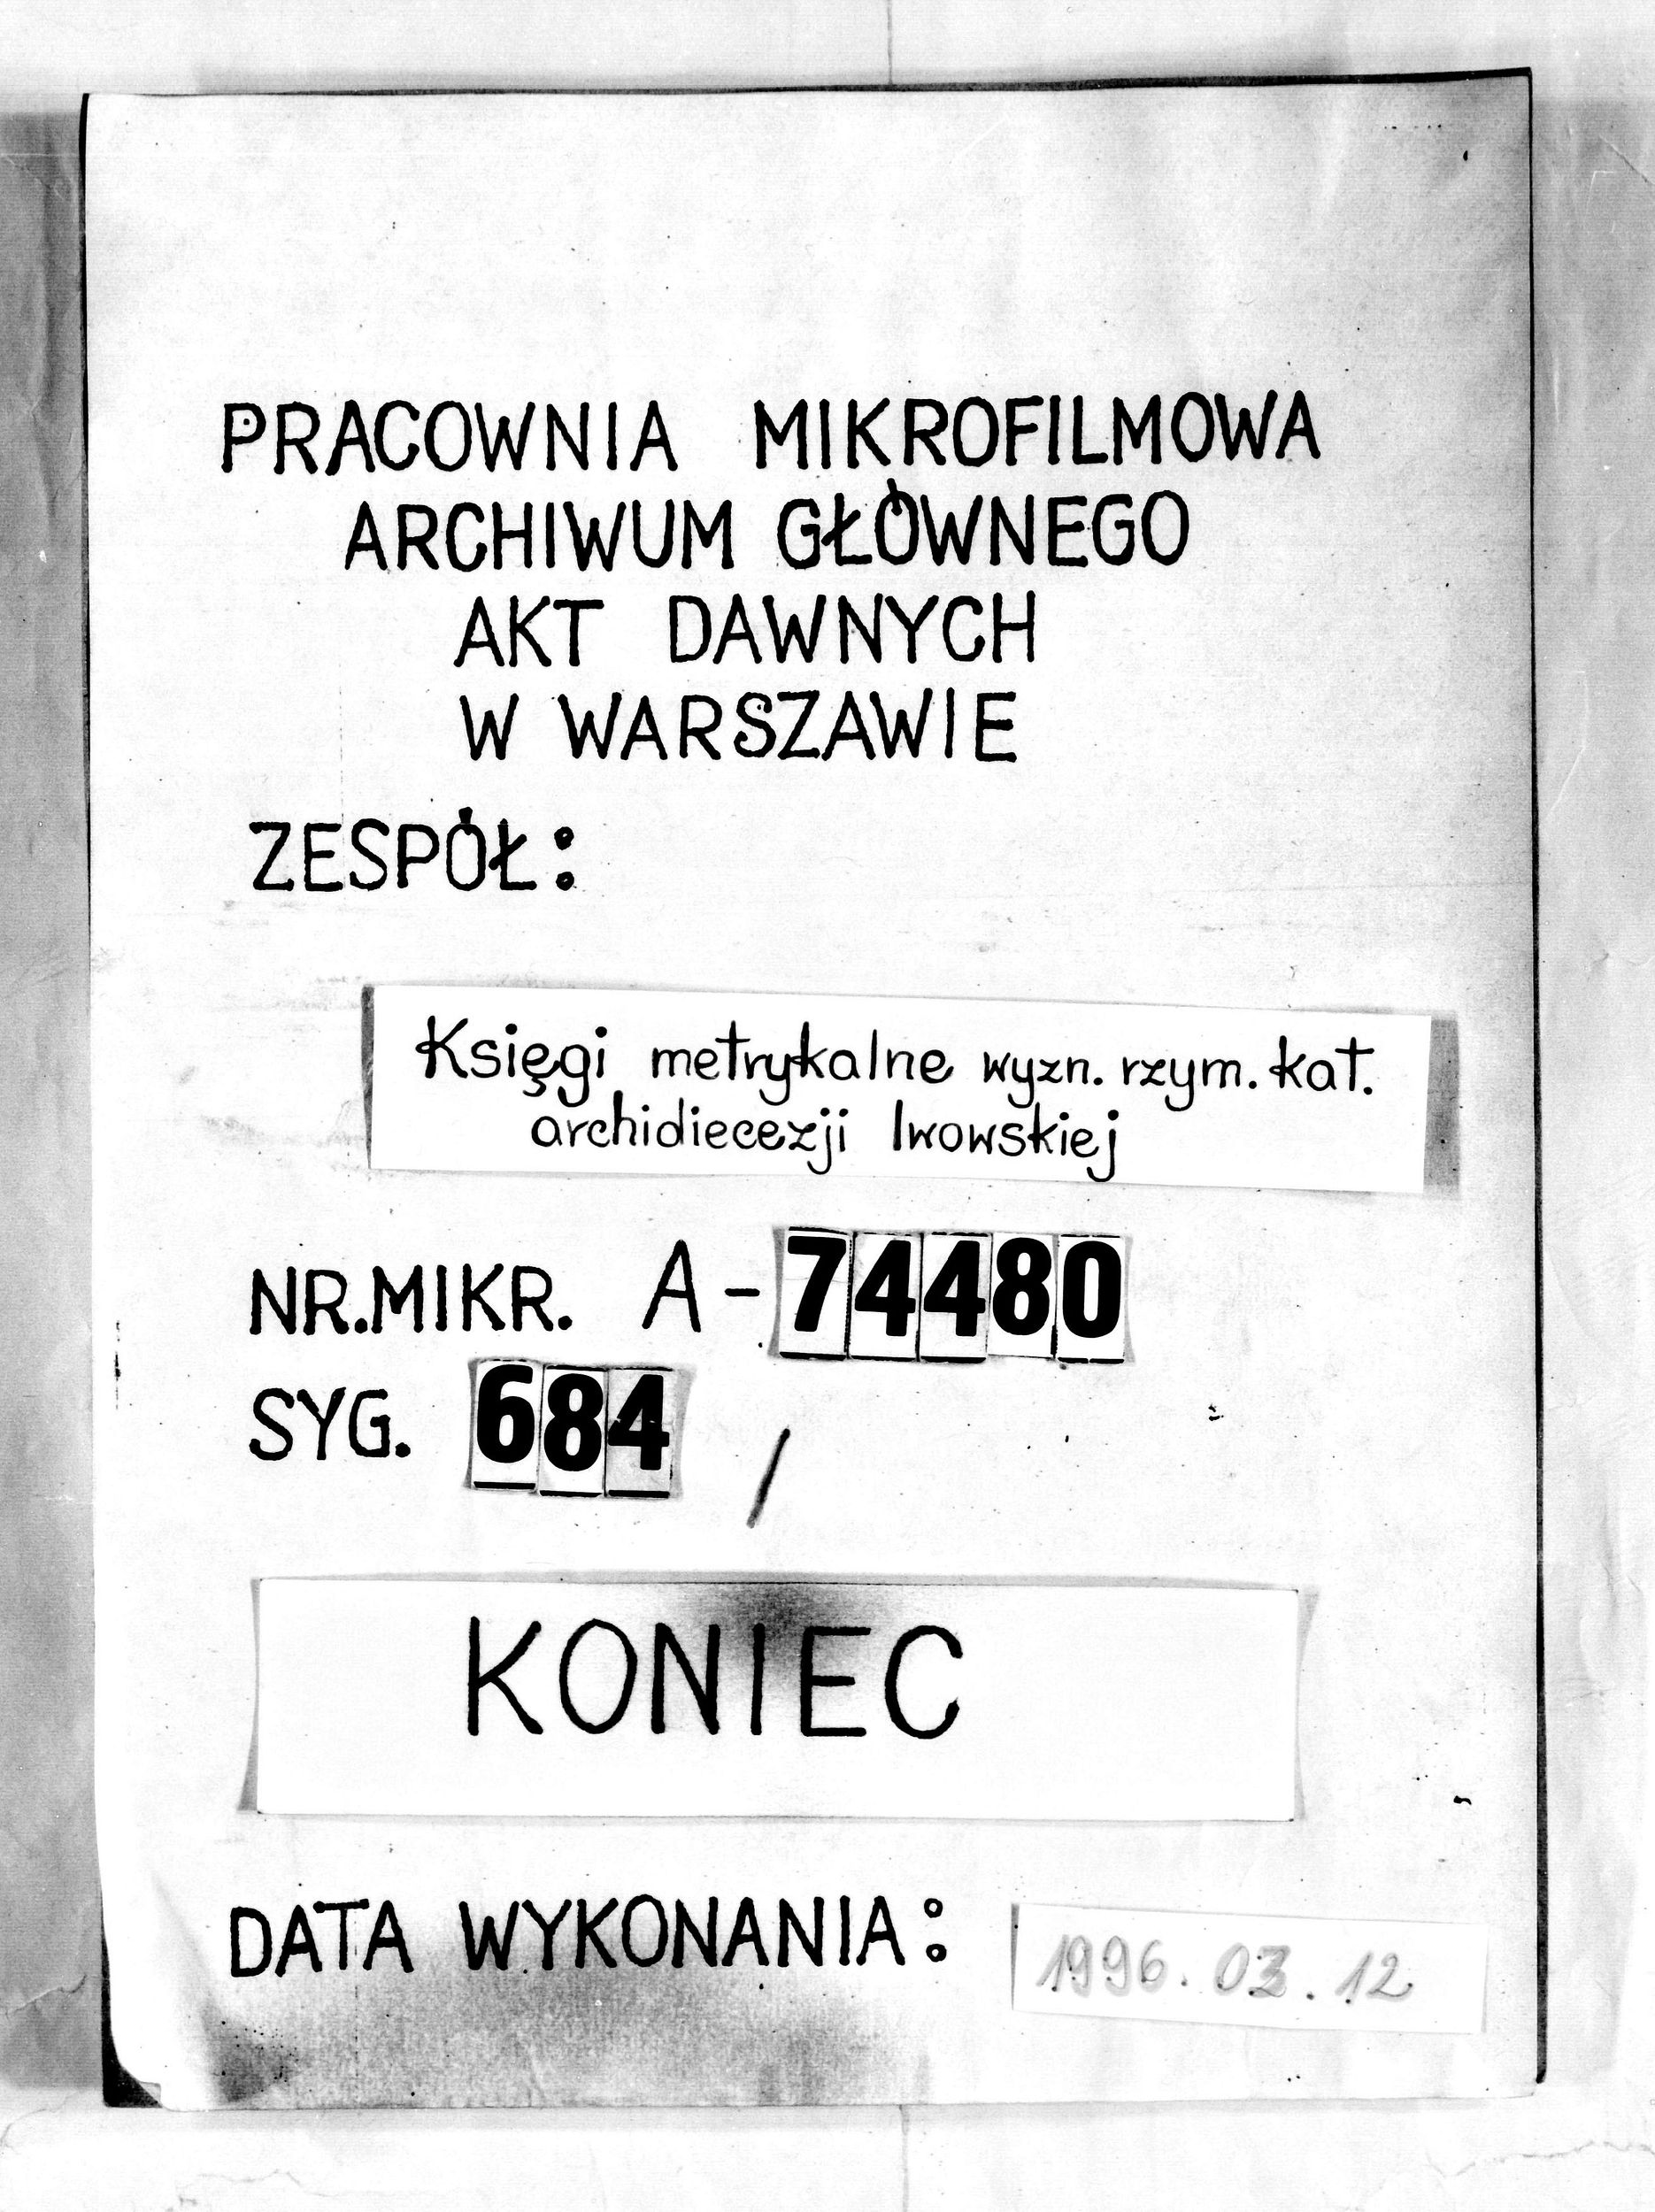 PRACOWNIA MIKROFILMOWA
ARCHIWUM GŁÓWNEGO
AKT DAWNYCH
W WARSZAWIE
ZESPÓŁ:
Księgi metrykalne wyzn. rzym. kat.
archidiecezji lwowskiej
NR.MIKR. A-74480
SYG. 684 /
KONIEC
DATA WYKONANIA: 1996.03.12